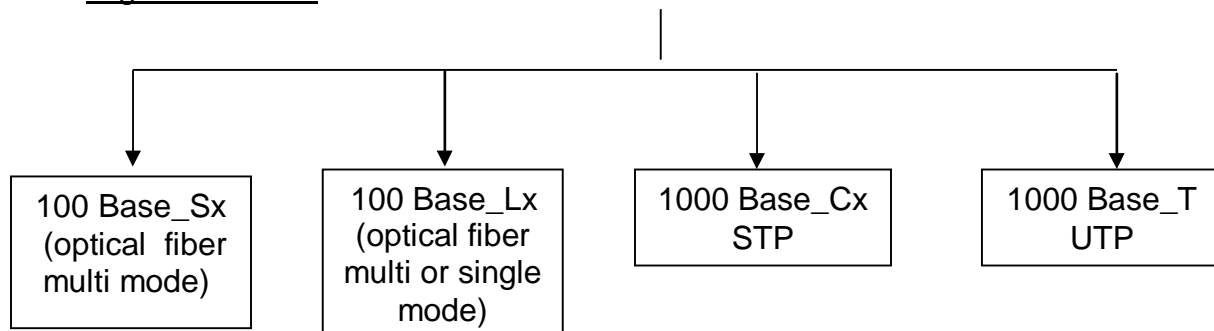 100 Base_Sx
(optical fiber
multi mode)
100 Base_Lx
(optical fiber
multi or single
mode)
1000 Base_Cx
STP
1000 Base_T
UTP